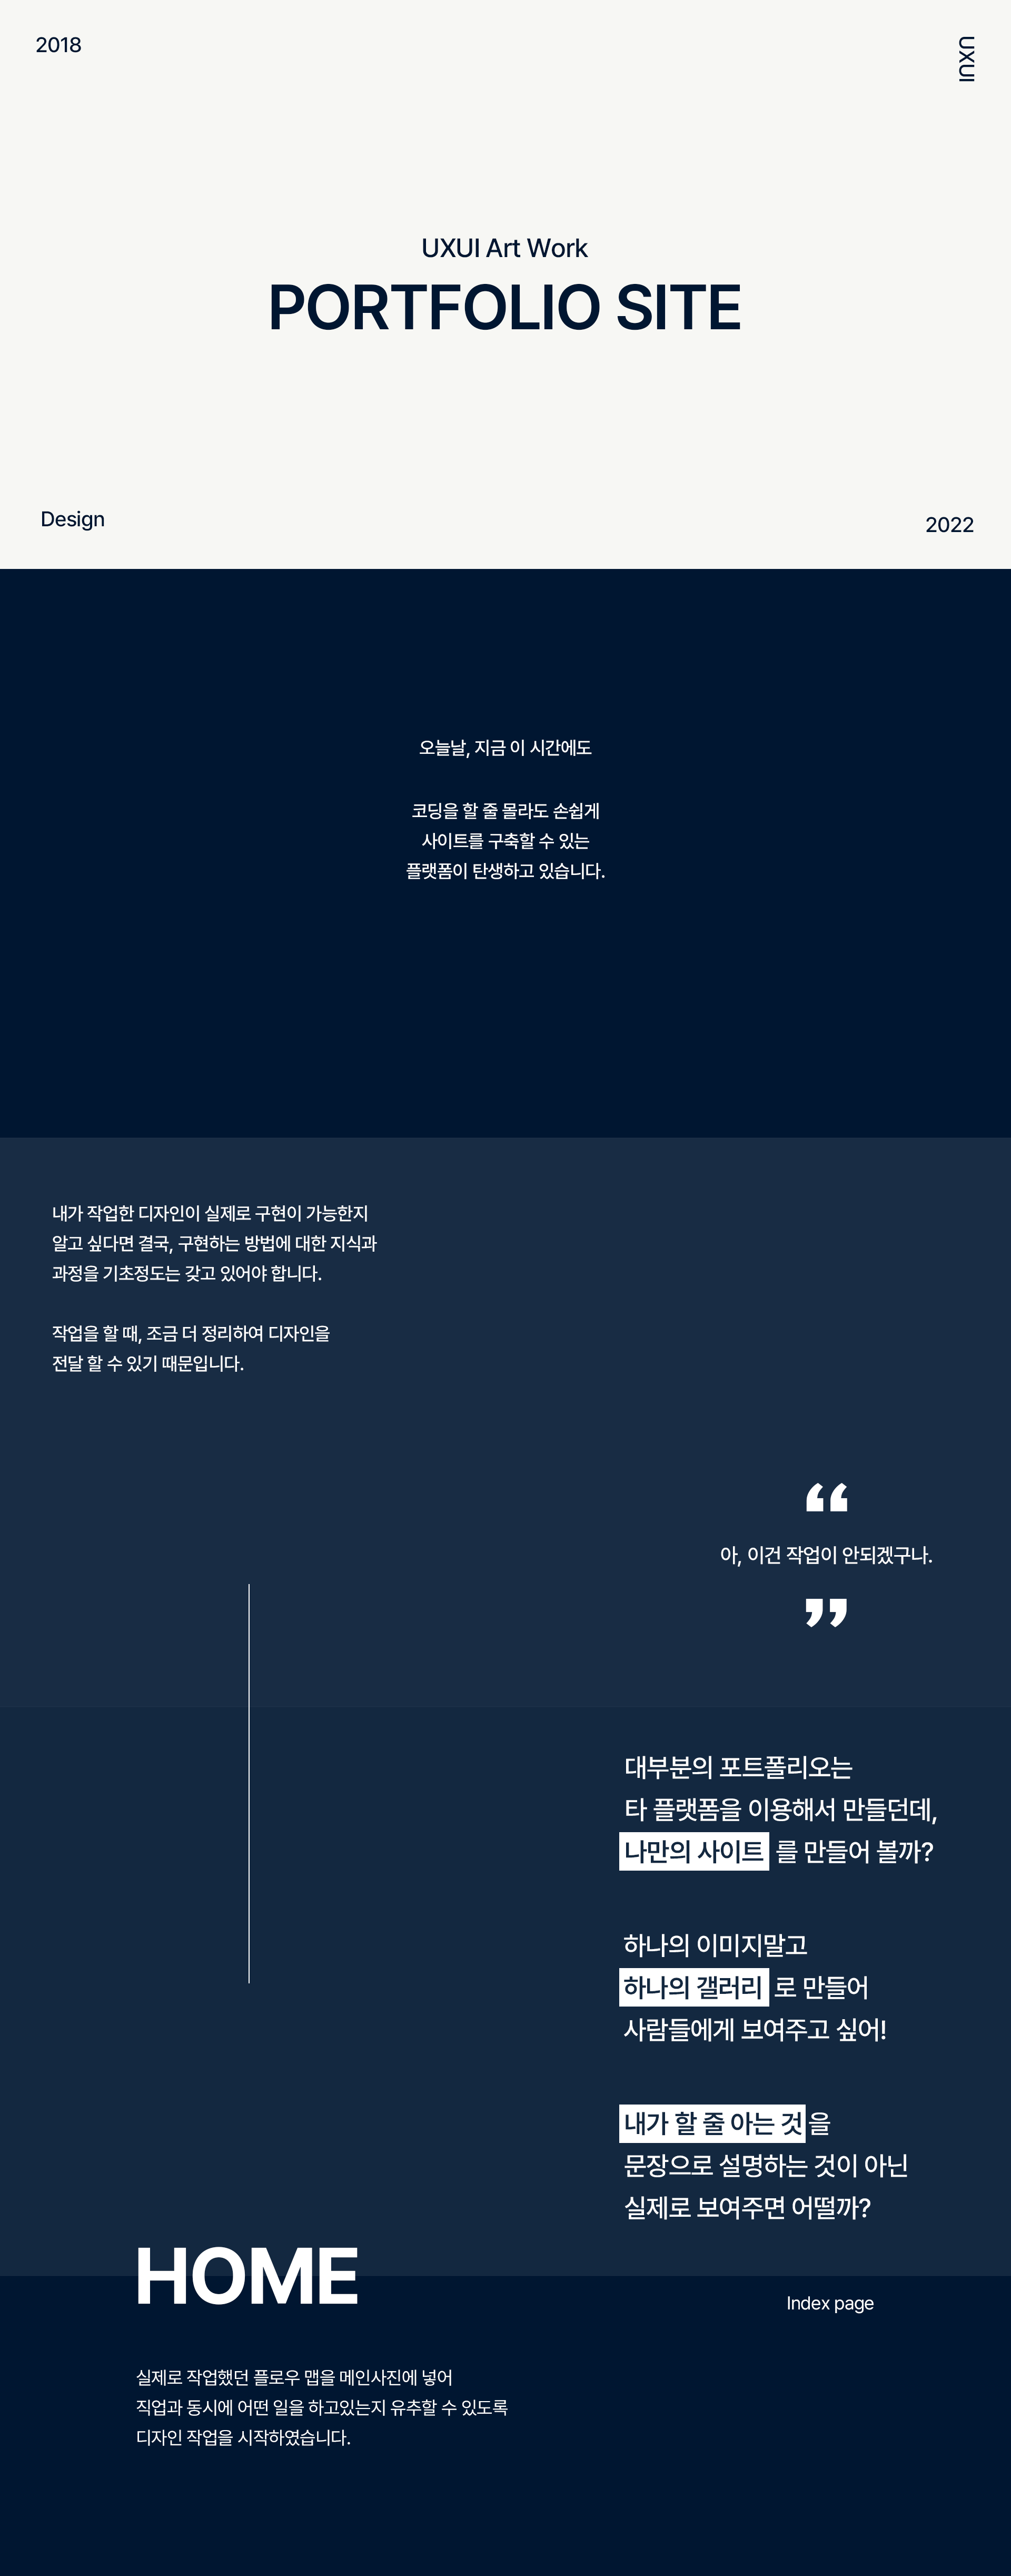 2018
UXUI
UXUI Art Work
PORTFOLIO SITE
Design
2022
오늘날, 지금 이 시간에도
코딩을 할 줄 몰라도 손쉽게
사이트를 구축할 수 있는
플랫폼이 탄생하고 있습니다.
내가 작업한 디자인이 실제로 구현이 가능한지
알고 싶다면 결국, 구현하는 방법에 대한 지식과
과정을 기초정도는 갖고 있어야 합니다.
작업을 할 때, 조금 더 정리하여 디자인을
전달 할 수 있기 때문입니다.
“
아, 이건 작업이 안되겠구나.
”
대부분의 포트폴리오는
타 플랫폼을 이용해서 만들던데,
나만의 사이트 를 만들어 볼까?
하나의 이미지말고
하나의 갤러리 로 만들어
사람들에게 보여주고 싶어!
내가 할 줄 아는 것 을
문장으로 설명하는 것이 아닌
실제로 보여주면 어떨까?
HOME
Index page
실제로 작업했던 플로우 맵을 메인사진에 넣어
직업과 동시에 어떤 일을 하고있는지 유추할 수 있도록
디자인 작업을 시작하였습니다.